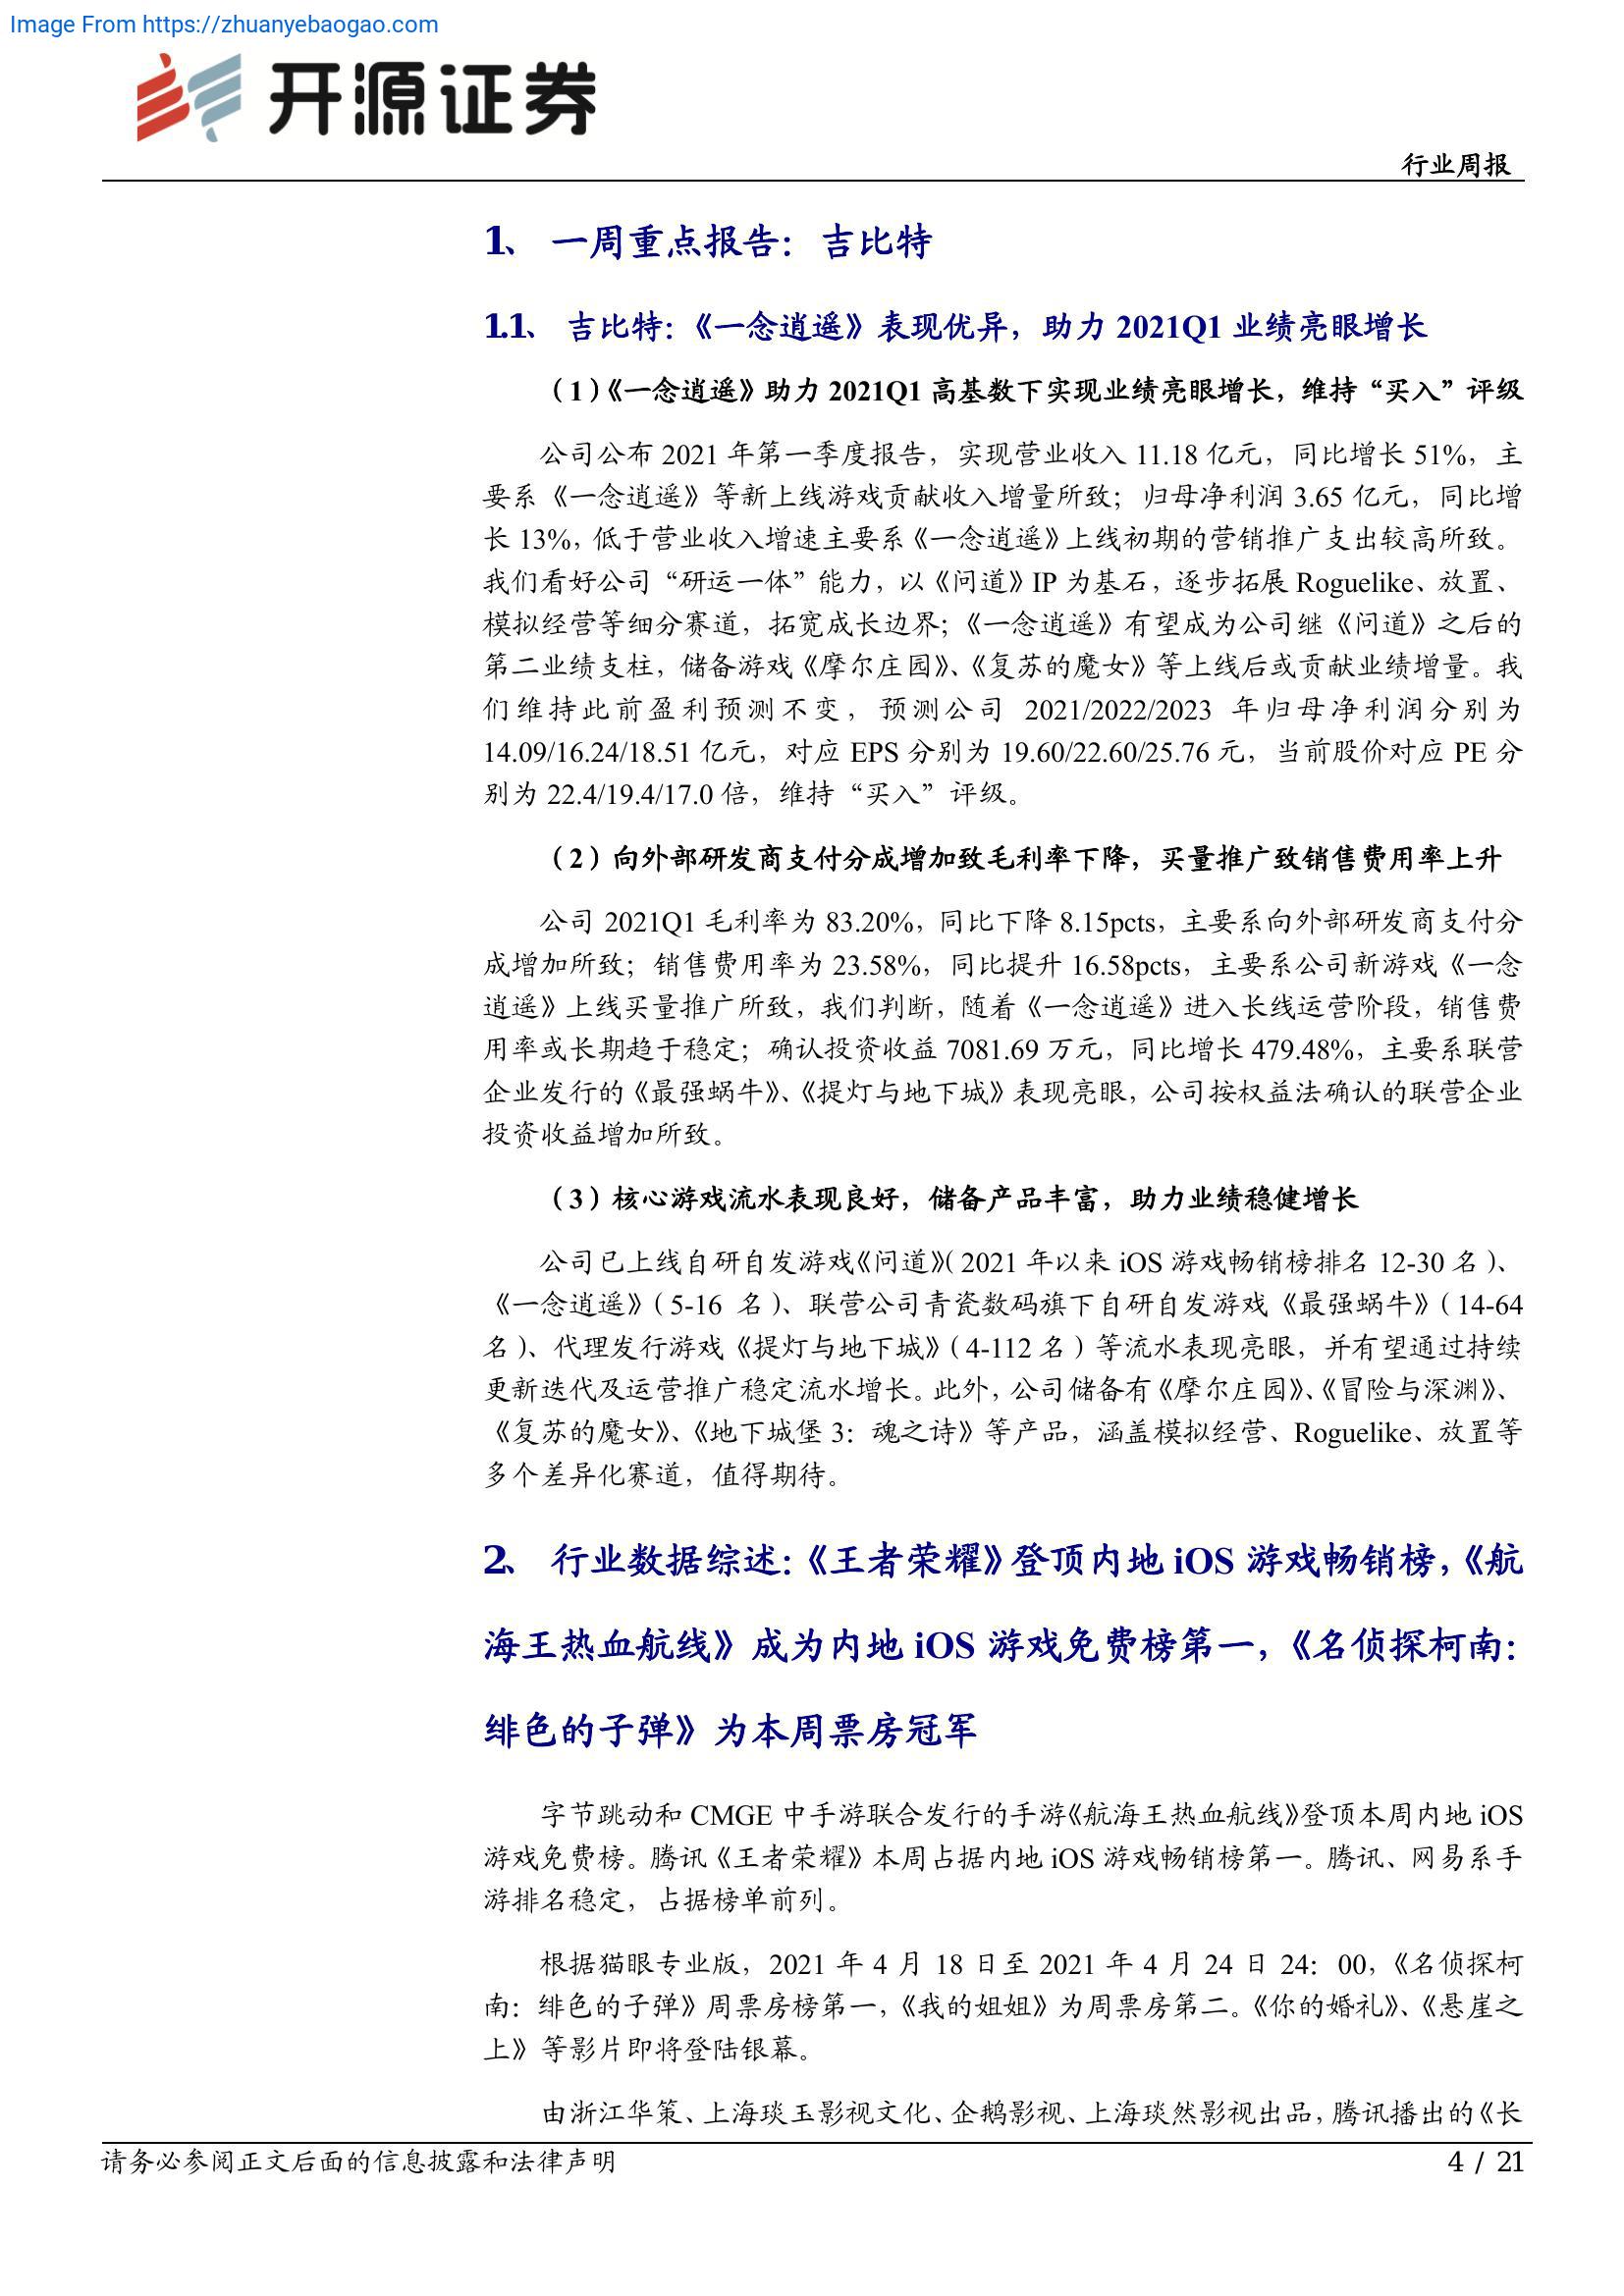 Image From https://zhuanyebaogao.com
开源证券
行业周报
1、 一周重点报告：吉比特
1.1、 吉比特：《一念逍遥》表现优异，助力 2021Q1 业绩亮眼增长
（1）《一念逍遥》助力 2021Q1 高基数下实现业绩亮眼增长，维持“买入”评级
公司公布 2021 年第一季度报告，实现营业收入 11.18 亿元，同比增长 51%，主
要系《一念逍遥》等新上线游戏贡献收入增量所致；归母净利润 3.65 亿元，同比增
长 13%，低于营业收入增速主要系《一念逍遥》上线初期的营销推广支出较高所致。
我们看好公司“研运一体”能力，以《问道》IP 为基石，逐步拓展 Roguelike、放置、
模拟经营等细分赛道，拓宽成长边界；《一念逍遥》有望成为公司继《问道》之后的
第二业绩支柱，储备游戏《摩尔庄园》、《复苏的魔女》等上线后或贡献业绩增量。我
们维持此前盈利预测不变，预测公司 2021/2022/2023 年归母净利润分别为
14.09/16.24/18.51 亿元，对应 EPS 分别为 19.60/22.60/25.76 元，当前股价对应 PE 分
别为 22.4/19.4/17.0 倍，维持“买入”评级。
（2）向外部研发商支付分成增加致毛利率下降，买量推广致销售费用率上升
公司 2021Q1 毛利率为 83.20%，同比下降 8.15pcts，主要系向外部研发商支付分
成增加所致；销售费用率为 23.58%，同比提升 16.58pcts，主要系公司新游戏《一念
逍遥》上线买量推广所致，我们判断，随着《一念逍遥》进入长线运营阶段，销售费
用率或长期趋于稳定；确认投资收益 7081.69 万元，同比增长 479.48%，主要系联营
企业发行的《最强蜗牛》、《提灯与地下城》表现亮眼，公司按权益法确认的联营企业
投资收益增加所致。
（3）核心游戏流水表现良好，储备产品丰富，助力业绩稳健增长
公司已上线自研自发游戏《问道》（2021 年以来 iOS 游戏畅销榜排名 12-30 名）、
《一念逍遥》（5-16 名）、联营公司青瓷数码旗下自研自发游戏《最强蜗牛》（14-64
名）、代理发行游戏《提灯与地下城》（4-112 名）等流水表现亮眼，并有望通过持续
更新迭代及运营推广稳定流水增长。此外，公司储备有《摩尔庄园》、《冒险与深渊》、
《复苏的魔女》、《地下城堡 3：魂之诗》等产品，涵盖模拟经营、Roguelike、放置等
多个差异化赛道，值得期待。
2、 行业数据综述：《王者荣耀》登顶内地 iOS 游戏畅销榜，《航
海王热血航线》成为内地 iOS 游戏免费榜第一，《名侦探柯南：
绯色的子弹》为本周票房冠军
字节跳动和 CMGE 中手游联合发行的手游《航海王热血航线》登顶本周内地 iOS
游戏免费榜。腾讯《王者荣耀》本周占据内地 iOS 游戏畅销榜第一。腾讯、网易系手
游排名稳定，占据榜单前列。
根据猫眼专业版，2021 年 4 月 18 日至 2021 年 4 月 24 日 24：00，《名侦探柯
南：绯色的子弹》周票房榜第一，《我的姐姐》为周票房第二。《你的婚礼》、《悬崖之
上》等影片即将登陆银幕。
由浙江华策、上海琰玉影视文化、企鹅影视、上海琰然影视出品，腾讯播出的《长
请务必参阅正文后面的信息披露和法律声明
4 / 21